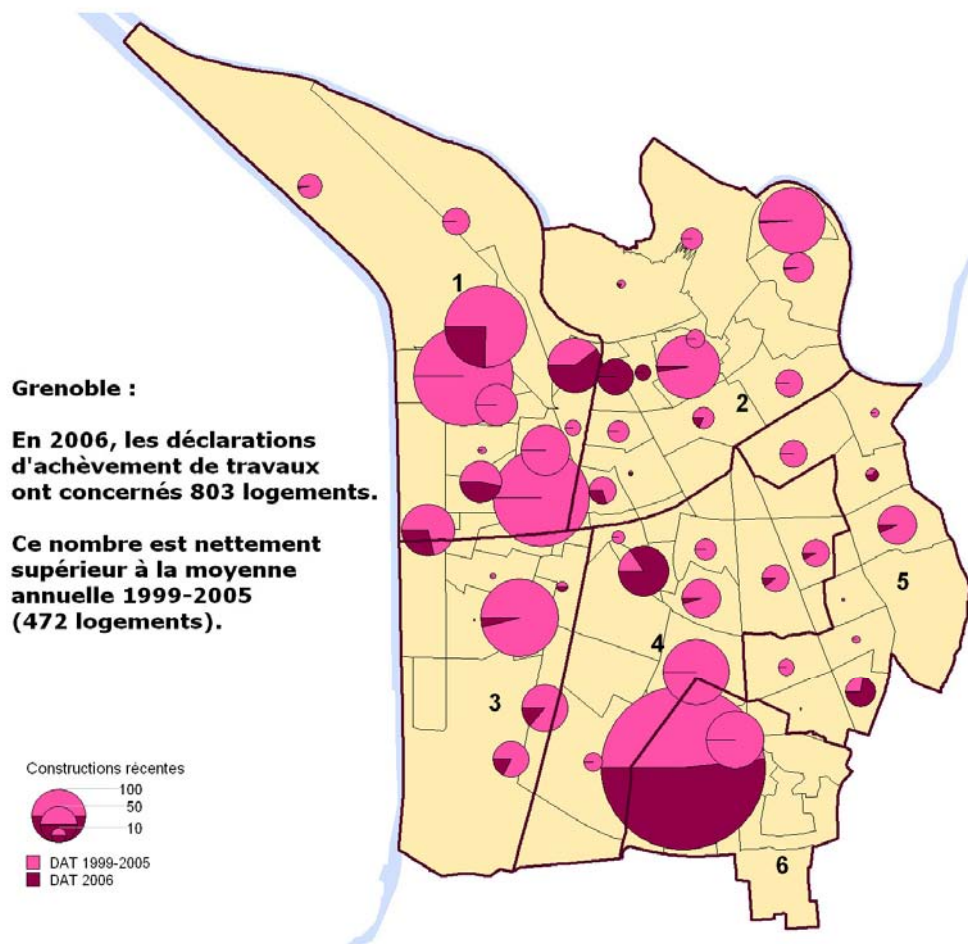 1
2
Grenoble :
En 2006, les déclarations
d'achèvement de travaux
ont concernés 803 logements.
Ce nombre est nettement
supérieur à la moyenne
annuelle 1999-2005
(472 logements).
5
4
3
6
Constructions récentes
100
50
10
DAT 1999-2005
DAT 2006